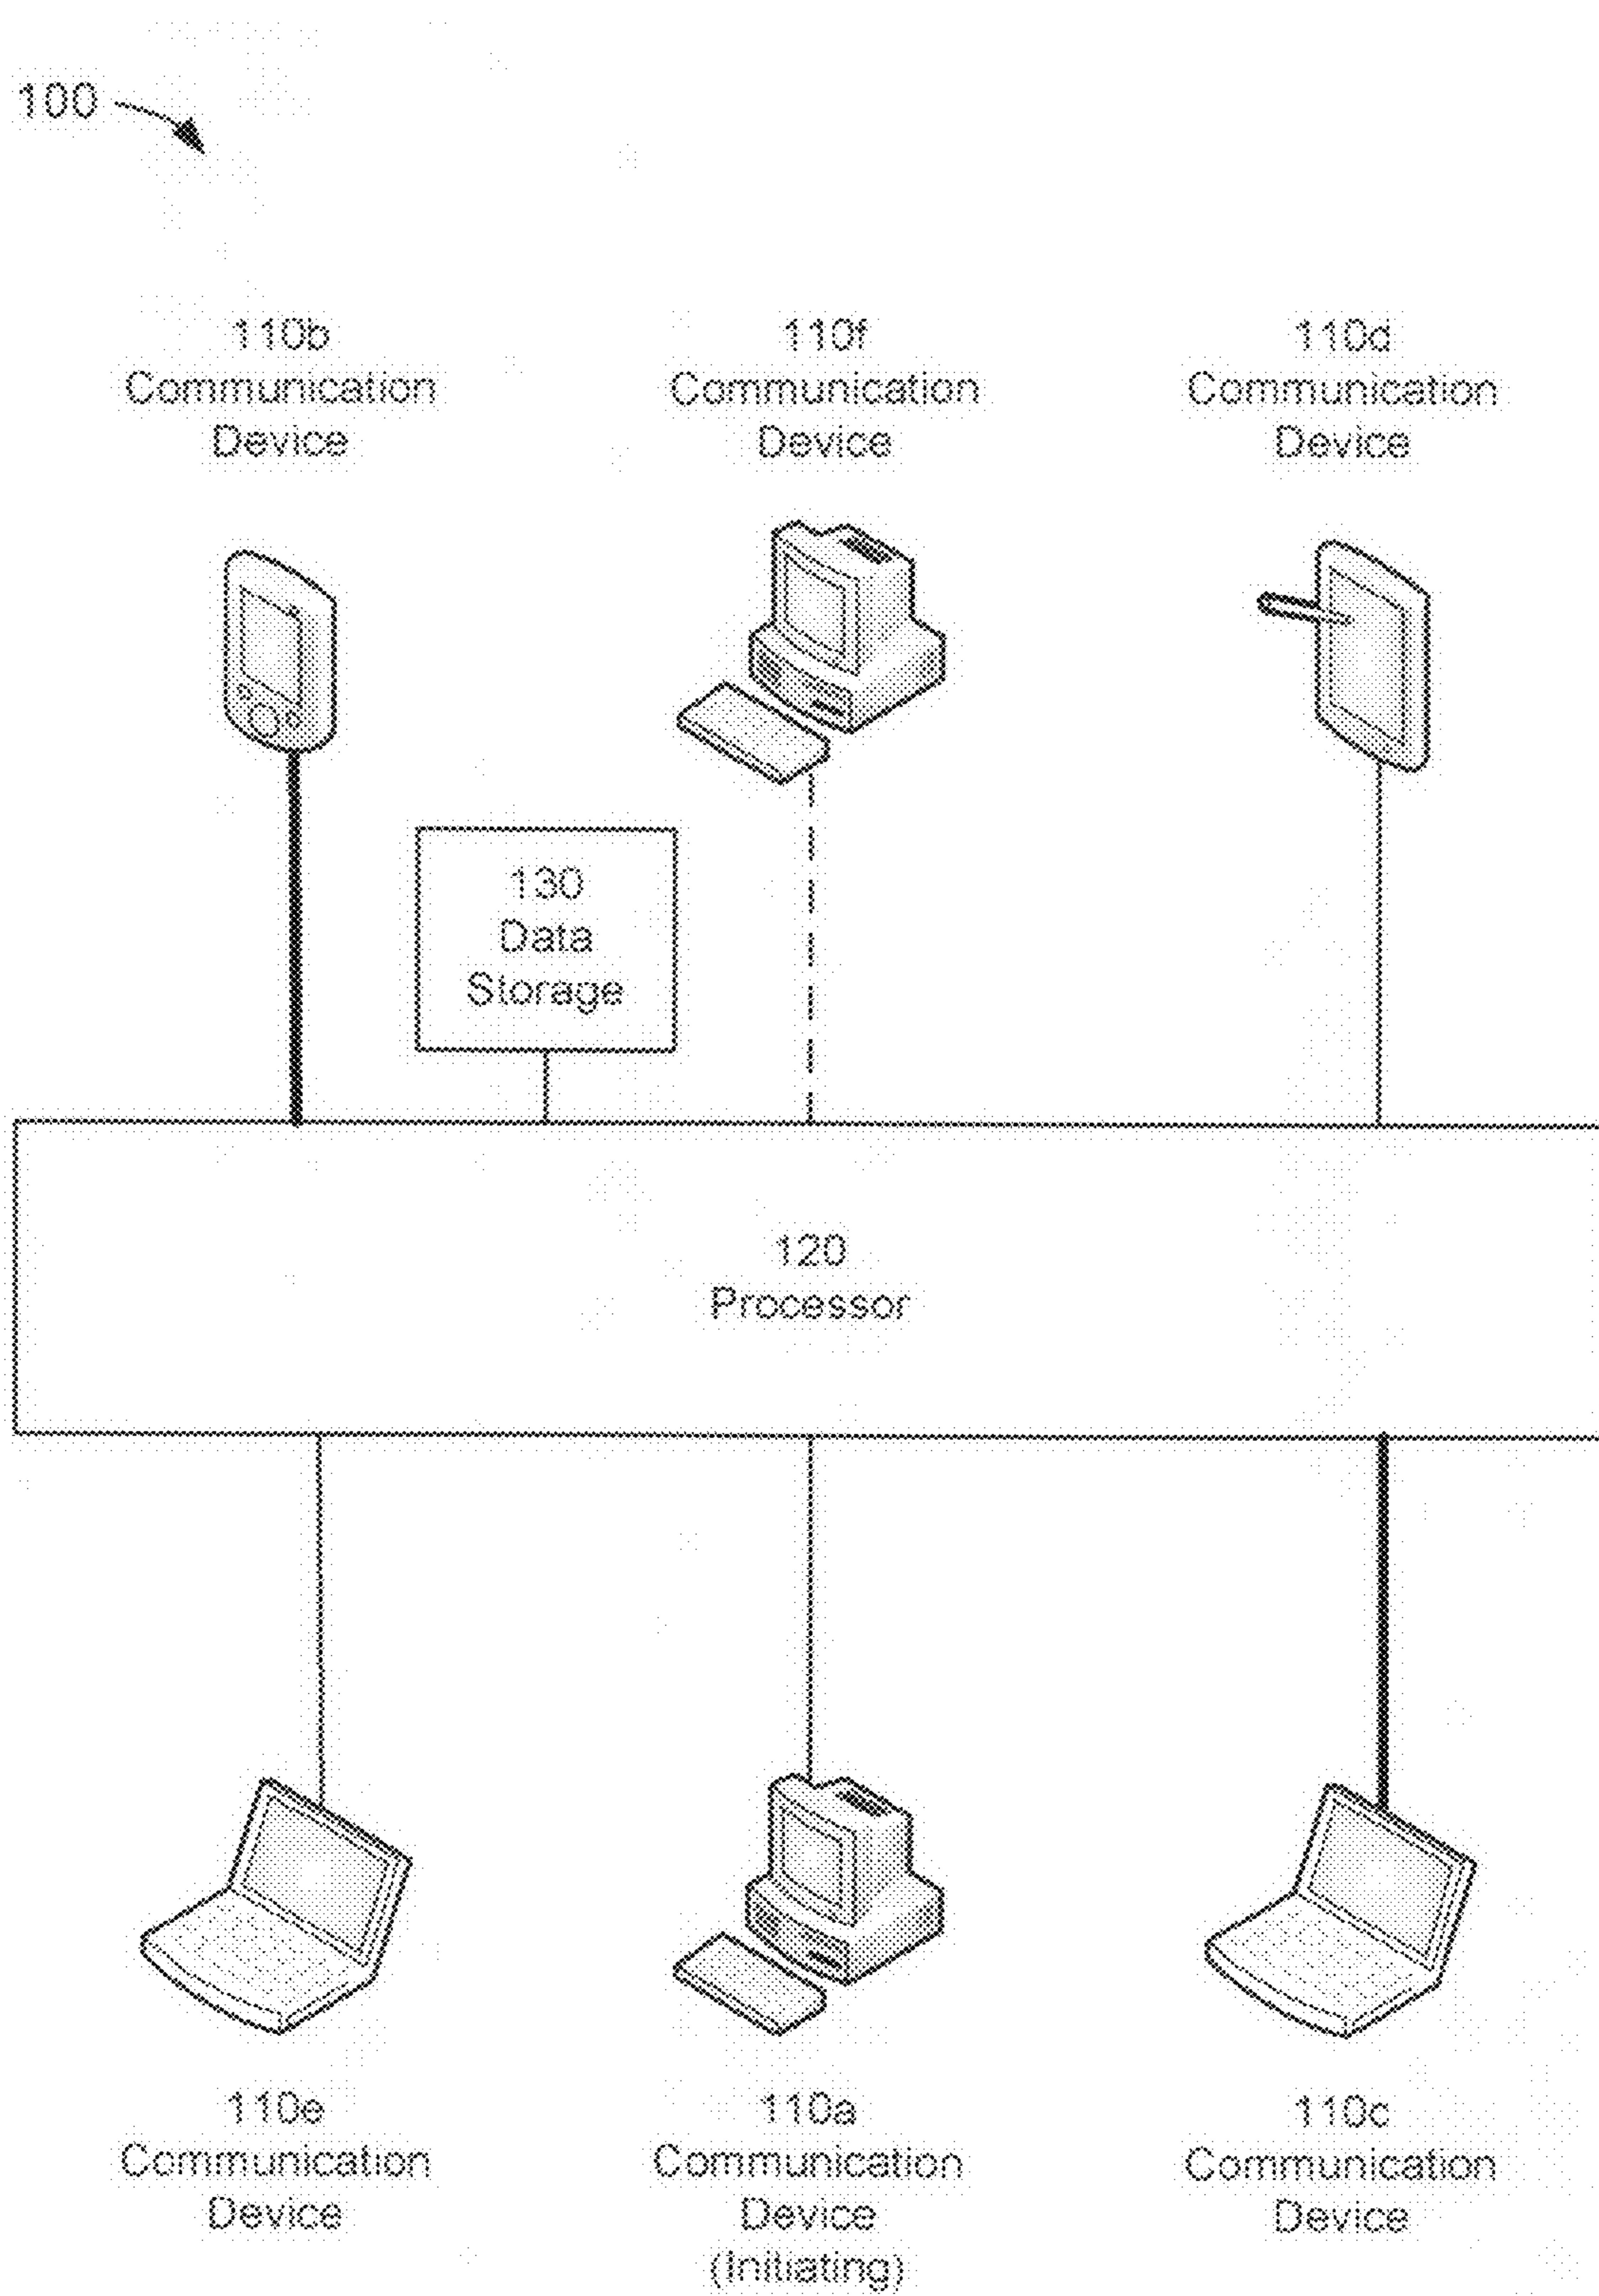 100
110b
Communication
Device
110f
Communication
Device
110d
Communication
Device
130
Data
Storage
120
Processor
110e
Communication
Device
110a
Communication
Device
(Initiating)
110c
Communication
Device